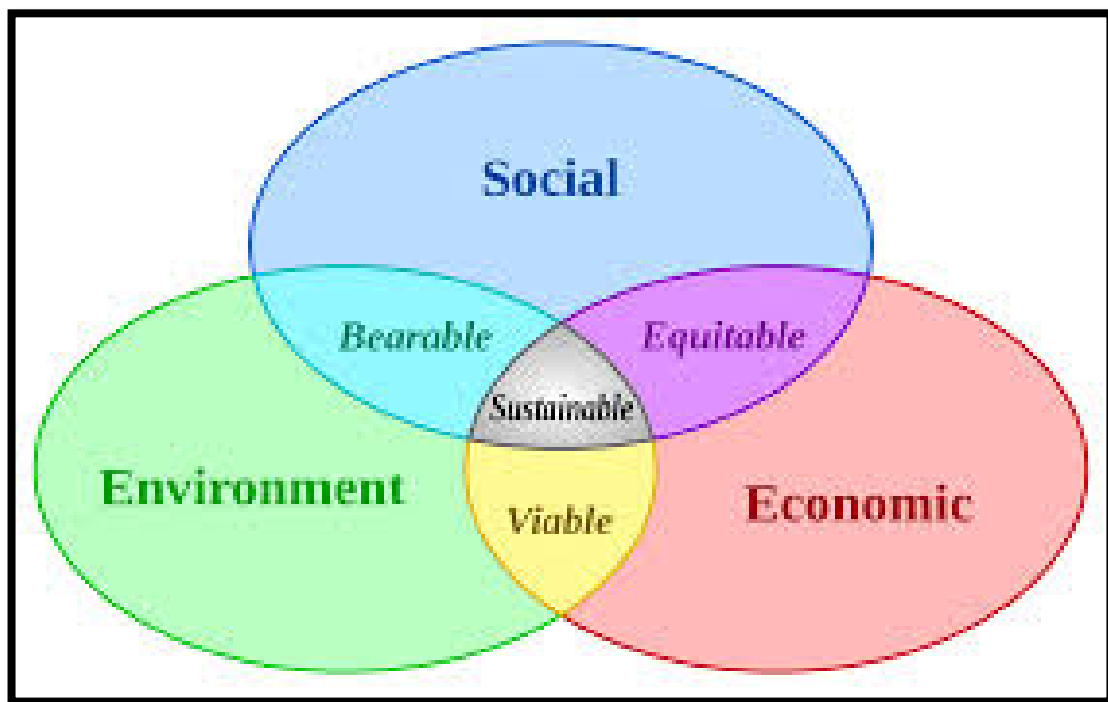 Social
Bearable
Equitable
Sustainable
Environment
Economic
Viable